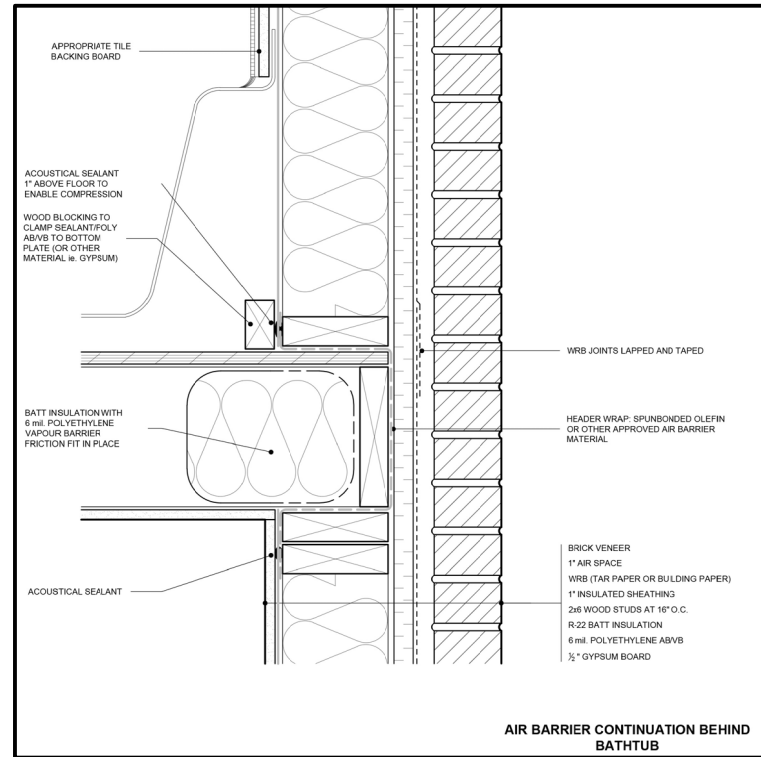 APPROPRIATE TILE
BACKING BOARD
ACOUSTICAL SEALANT
1" ABOVE FLOOR TO
ENABLE COMPRESSION
WOOD BLOCKING TO
CLAMP SEALANT/FOLY
AB/VB TO BOTTOM
PLATE (OR OTHER
MATERIAL ie. GYPSUM)
WRB JOINTS LAPPED AND TAPED
BATT INSULATION WITH
6 mil. POLYETHYLENE
VAPOUR BARRIER
FRICTION FIT IN PLACE
HEADER WRAP: SPUNBONDED OLEFIN
OR OTHER APPROVED AIR BARRIER
MATERIAL
ACOUSTICAL SEALANT
BRICK VENEER
1" AIR SPACE
WRB (TAR PAPER OR BUILDING PAPER)
1" INSULATED SHEATHING
2x6 WOOD STUDS AT 16" O.C.
R-22 BATT INSULATION
6 mil. POLYETHYLENE AB/VB
½" GYPSUM BOARD
AIR BARRIER CONTINUATION BEHIND
BATHTUB